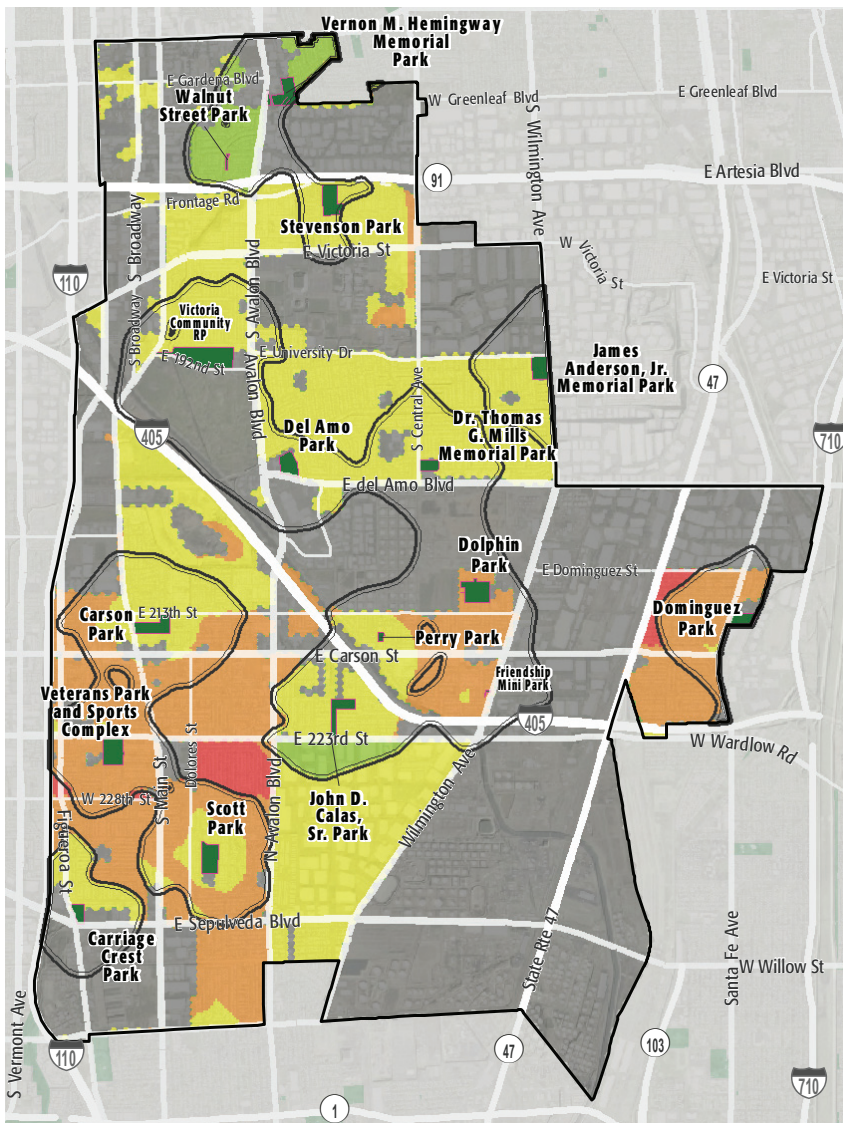 Vernon M. Hemingway
Memorial
Park
E Gardena Blvd
Walnut
Street Park
W Greenleaf Blvd
E Greenleaf Blvd
S Wilmington Ave
91
E Artesia Blvd
Frontage Rd
Stevenson Park
E Victoria St
W
Victoria St
E Victoria St
110
S Broadway
S Broadway
S Avalon Blvd
Avalon Blvd
Victoria
Community
RP
E 192nd St
E University Dr
S Central Ave
James
Anderson, Jr.
Memorial Park
47
405
710
Del Amo
Park
Dr. Thomas
G. Mills
Memorial Park
E del Amo Blvd
Dolphin
Park
E Dominguez St
Dominguez
Park
Carson
Park
E 213th St
Perry Park
E Carson St
Friendship
Mini Park
Veterans Park
and Sports
Complex
405
E 223rd St
W Wardlow Rd
Dolores St
S Main St
W 228th St
Figueroa St
Scott
Park
N Avalon Blvd
John D.
Calas,
Sr. Park
Wilmington Ave
E Sepulveda Blvd
Carriage
Crest
Park
State Rte 47
Santa Fe Ave
W Willow St
S Vermont Ave
110
47
103
710
1